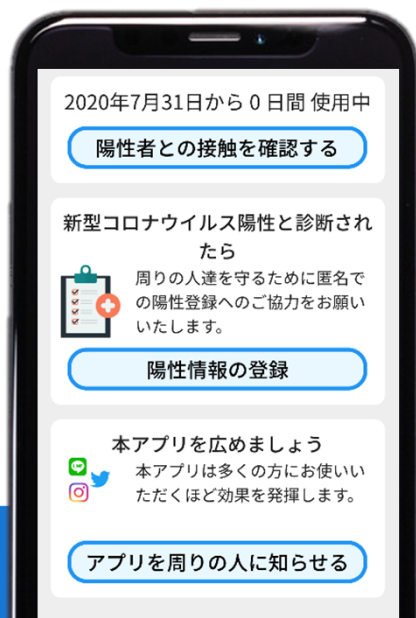 2020年7月31日から 0 日間 使用中
陽性者との接触を確認する
新型コロナウイルス陽性と診断され
たら
周りの人達を守るために匿名で
の陽性登録へのご協力をお願い
いたします。
陽性情報の登録
本アプリを広めましょう
本アプリは多くの方にお使いい
ただくほど効果を発揮します。
アプリを周りの人に知らせる